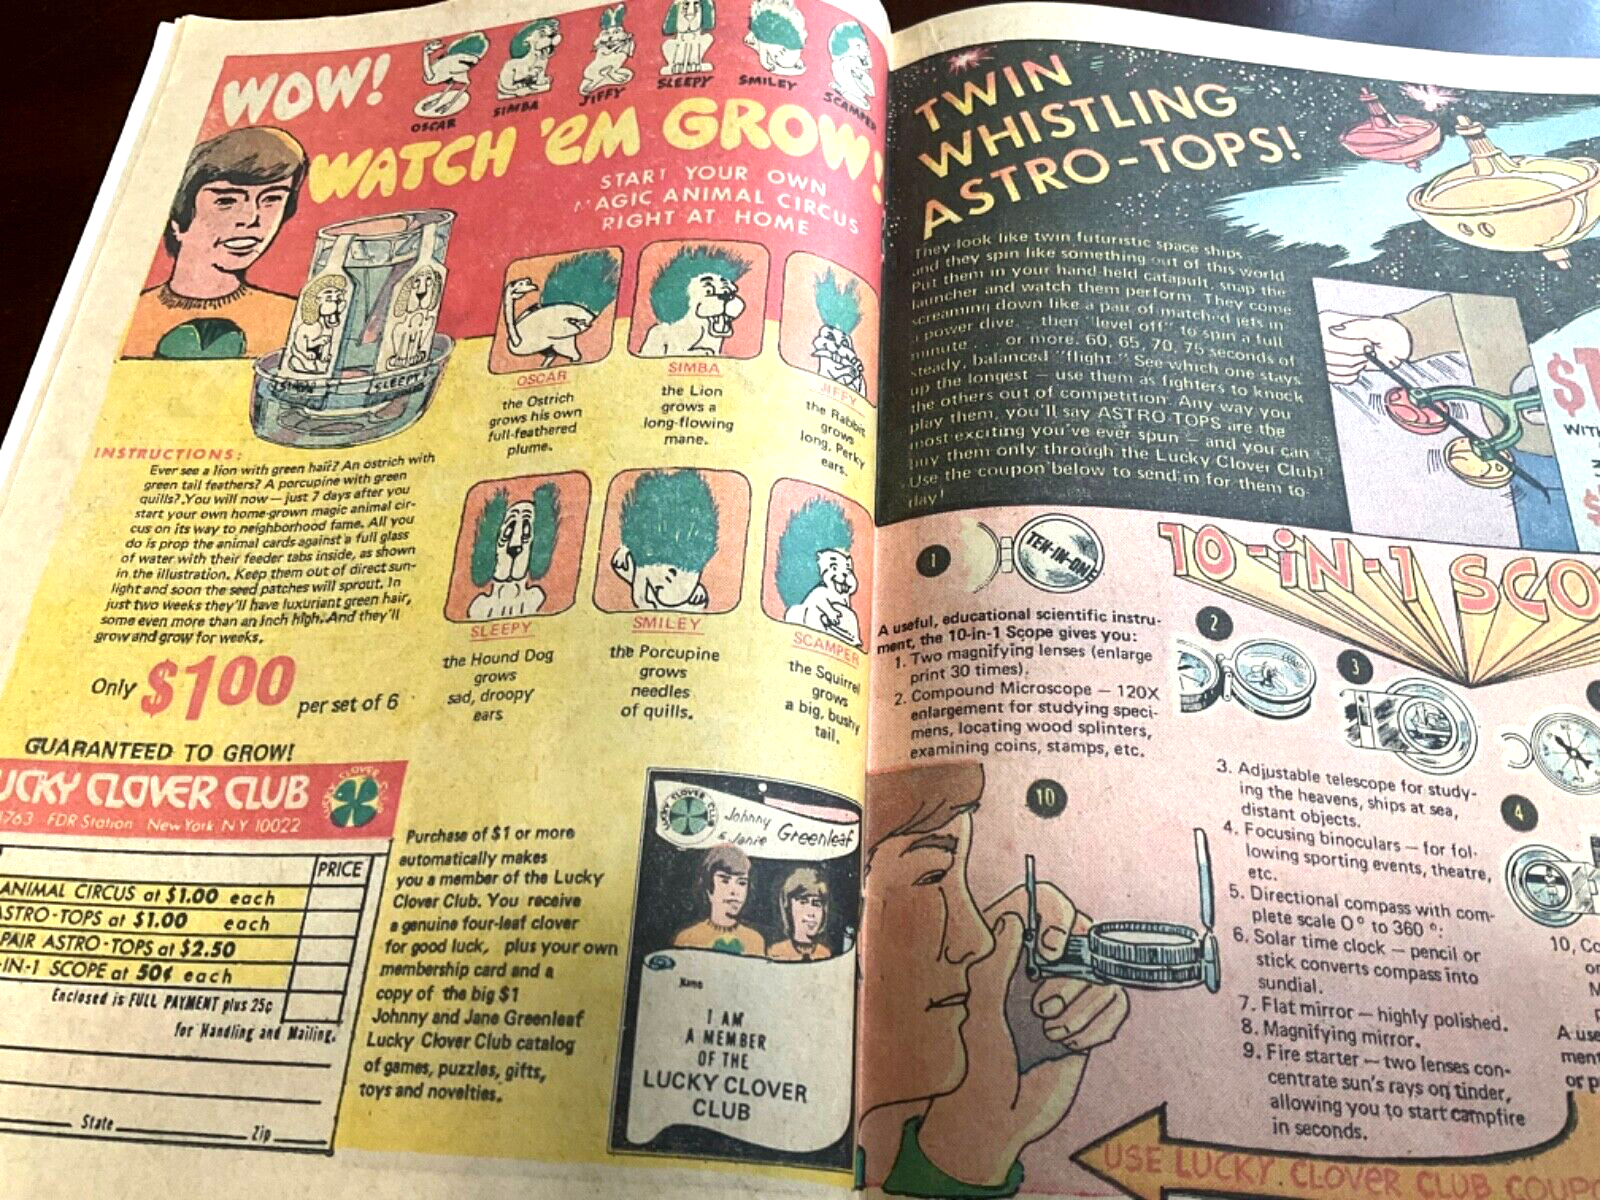 WOW!
OSCAR
SIMBA
JIFFY
SLEEPY
SMILEY
SCAMPER
WATCH 'EM GROW!
START YOUR OWN
MAGIC ANIMAL CIRCUS
RIGHT AT HOME
SIMBA
SLEEPY
OSCAR
the Ostrich
grows his own
full-feathered
plume.
SIMBA
the Lion
grows a
long-flowing
mane.
JIFFY
the Rabbit
grows
long, Perky
ears.
INSTRUCTIONS:
Ever see a lion with green hair? An ostrich with
green tail feathers? A porcupine with green
quills? You will now — just 7 days after you
start your own home-grown magic animal cir-
cus on its way to neighborhood fame. All you
do is prop the animal cards against a full glass
of water with their feeder tabs inside, as shown
in the illustration. Keep them out of direct sun-
light and soon the seed patches will sprout. In
just two weeks they'll have luxuriant green hair,
some even more than an inch high. And they'll
grow and grow for weeks.
SLEEPY
the Hound Dog
grows
sad, droopy
ears
SMILEY
the Porcupine
grows
needles
of quills.
SCAMPER
the Squirrel
grows
a big, bushy
tail.
Only $1.00 per set of 6
GUARANTEED TO GROW!
LUCKY CLOVER CLUB
763 FDR Station New York NY 10022
LUCKY CLOVER CLUB
PRICE
ANIMAL CIRCUS at $1.00 each
ASTRO-TOPS at $1.00 each
PAIR ASTRO-TOPS at $2.50
-IN-1 SCOPE at 50¢ each
Enclosed is FULL PAYMENT plus 25¢
for Handling and Mailing.
State Zip
Purchase of $1 or more
automatically makes
you a member of the Lucky
Clover Club. You receive
a genuine four-leaf clover
for good luck, plus your own
membership card and a
copy of the big $1
Johnny and Jane Greenleaf
Lucky Clover Club catalog
of games, puzzles, gifts,
toys and novelties.
LUCKY CLOVER CLUB
Johnny
& Janie Greenleaf
Name
I AM
A MEMBER
OF THE
LUCKY CLOVER
CLUB
TWIN
WHISTLING
ASTRO-TOPS!
They look like twin futuristic space ships
and they spin like something out of this world
Put them in your hand-held catapult, snap the
launcher and watch them perform. They come
screaming down like a pair of match-d jets in
a power dive. then "level off" to spin a full
minute . . . or more. 60, 65, 70, 75 seconds of
steady, balanced "flight." See which one stays
up the longest — use them as fighters to knock
the others out of competition. Any way you
play them, you'll say ASTRO TOPS are the
most exciting you've ever spun — and you can
buy them only through the Lucky Clover Club!
Use the coupon below to send in for them to-
day!
$1
WITH
10-IN-1 SCO
1
TEN-IN-ONE
2
3
4
10
A useful, educational scientific instru-
ment, the 10-in-1 Scope gives you:
1. Two magnifying lenses (enlarge
print 30 times).
2. Compound Microscope — 120X
enlargement for studying speci-
mens, locating wood splinters,
examining coins, stamps, etc.
3. Adjustable telescope for study-
ing the heavens, ships at sea,
distant objects.
4. Focusing binoculars — for fol-
lowing sporting events, theatre,
etc.
5. Directional compass with com-
plete scale 0° to 360°:
6. Solar time clock — pencil or
stick converts compass into
sundial.
7. Flat mirror — highly polished.
8. Magnifying mirror.
9. Fire starter — two lenses con-
centrate sun's rays on tinder,
allowing you to start campfire
in seconds.
10, Co
or
M
A use
ment
or p
USE LUCKY CLOVER CLUB COUPO